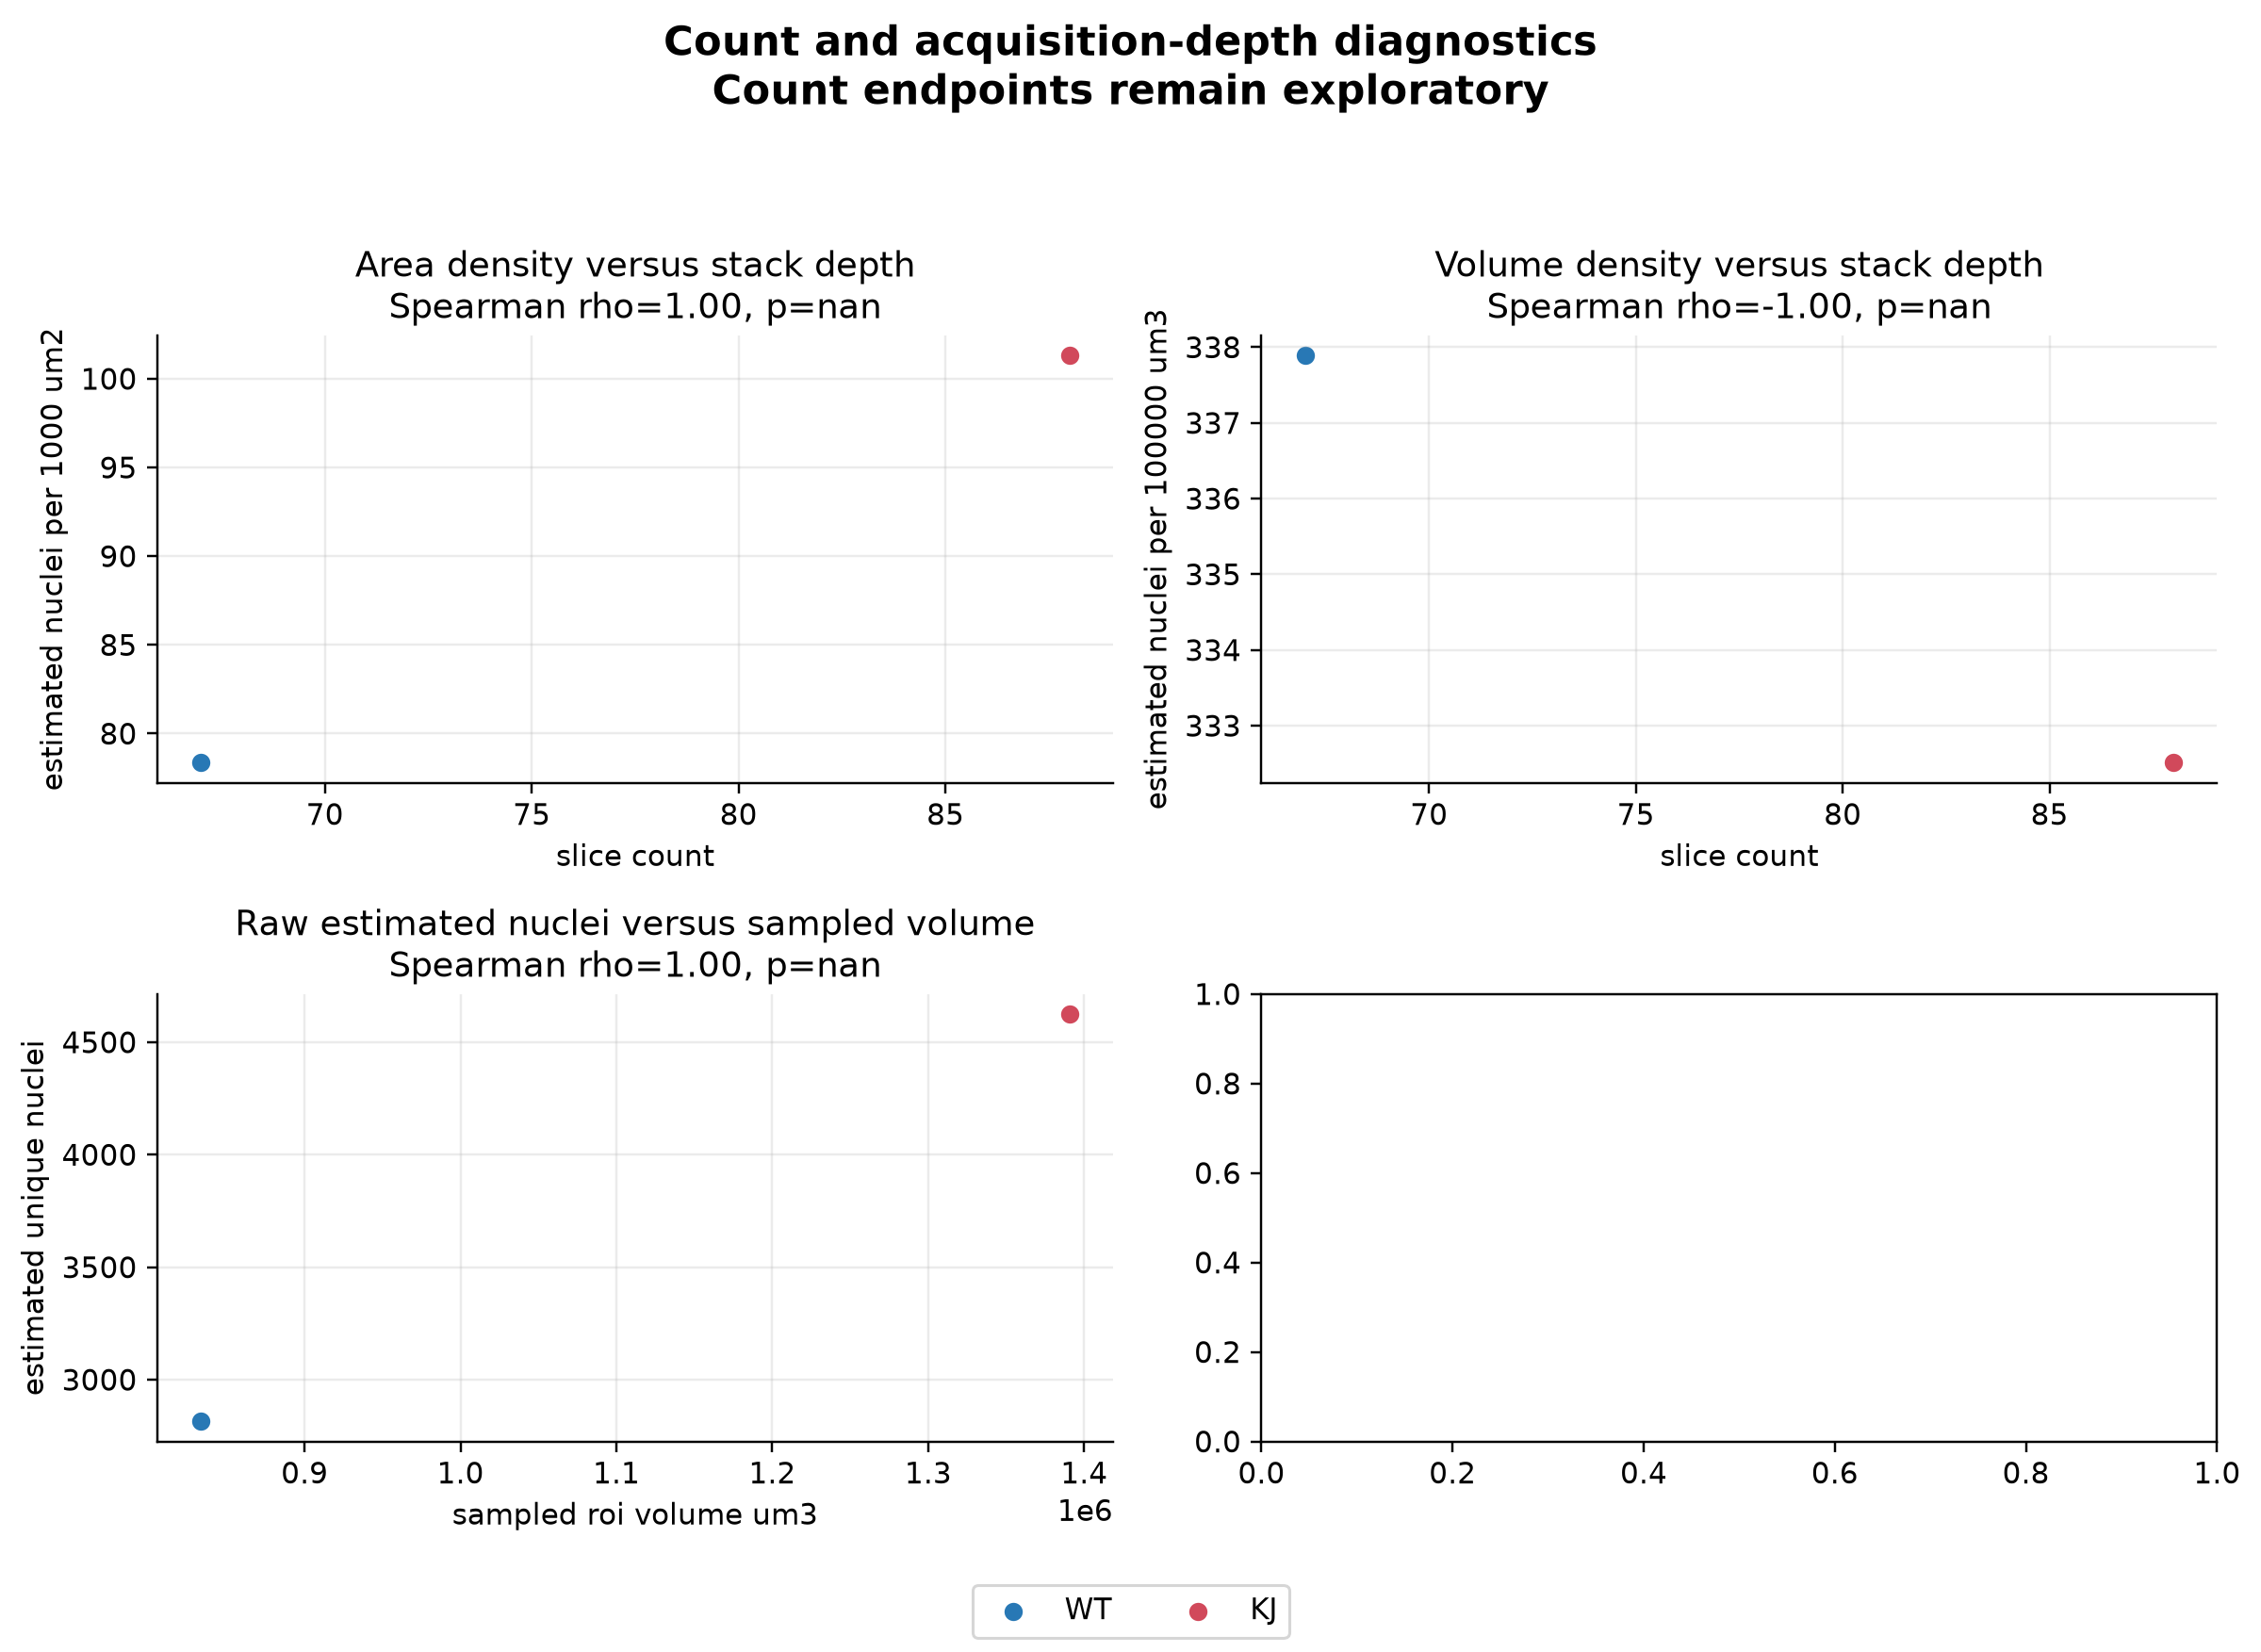 Count and acquisition-depth diagnostics
Count endpoints remain exploratory
Area density versus stack depth
Spearman rho=1.00, p=nan
estimated nuclei per 1000 um2
100
95
90
85
80
70 75 80 85
slice count
Volume density versus stack depth
Spearman rho=-1.00, p=nan
estimated nuclei per 100000 um3
338
337
336
335
334
333
70 75 80 85
slice count
Raw estimated nuclei versus sampled volume
Spearman rho=1.00, p=nan
estimated unique nuclei
4500
4000
3500
3000
0.9 1.0 1.1 1.2 1.3 1.4
1e6
sampled roi volume um3
1.0
0.8
0.6
0.4
0.2
0.0
0.0 0.2 0.4 0.6 0.8 1.0
WT KJ